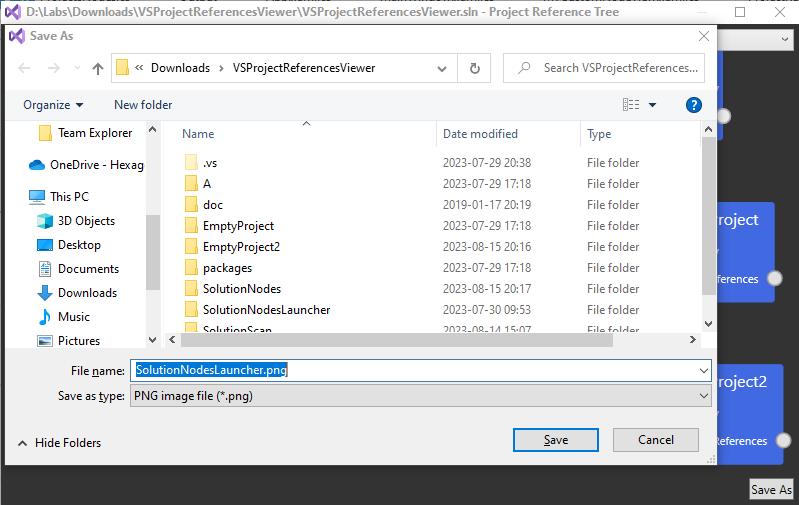 D:\Labs\Downloads\VSProjectReferencesViewer\VSProjectReferencesViewer.sln - Project Reference Tree
Save As
« Downloads › VSProjectReferencesViewer
Search VSProjectReferences...
Organize
New folder
?
Team Explorer
OneDrive - Hexag
This PC
3D Objects
Desktop
Documents
Downloads
Music
Pictures
Name Date modified Type
.vs 2023-07-29 20:38 File folder
A 2023-07-29 17:18 File folder
doc 2019-01-17 20:19 File folder
EmptyProject 2023-07-29 17:18 File folder
EmptyProject2 2023-08-15 20:16 File folder
packages 2023-07-29 17:18 File folder
SolutionNodes 2023-08-15 20:17 File folder
SolutionNodesLauncher 2023-07-30 09:53 File folder
SolutionScan 2023-08-14 15:07 File folder
File name: SolutionNodesLauncher.png
Save as type: PNG image file (*.png)
Hide Folders
Save
Cancel
roject
ferences
roject2
References
Save As